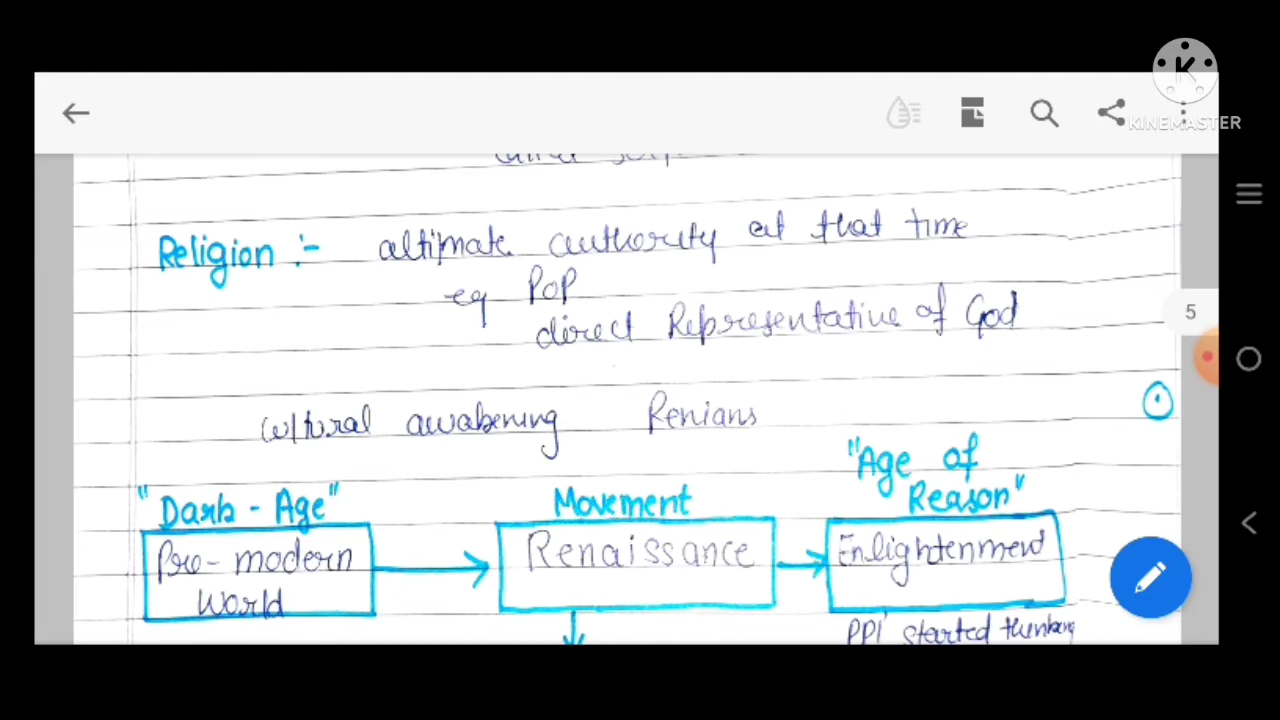 KINEMASTER
Religion :- altimate authority at that time
eg POP
direct Representative of God
5
cultural awakening Renians
"Age of
Reason"
"Dark - Age" Movement
Pre-modern
World
Renaissance
Enlightenment
PPl started thinking